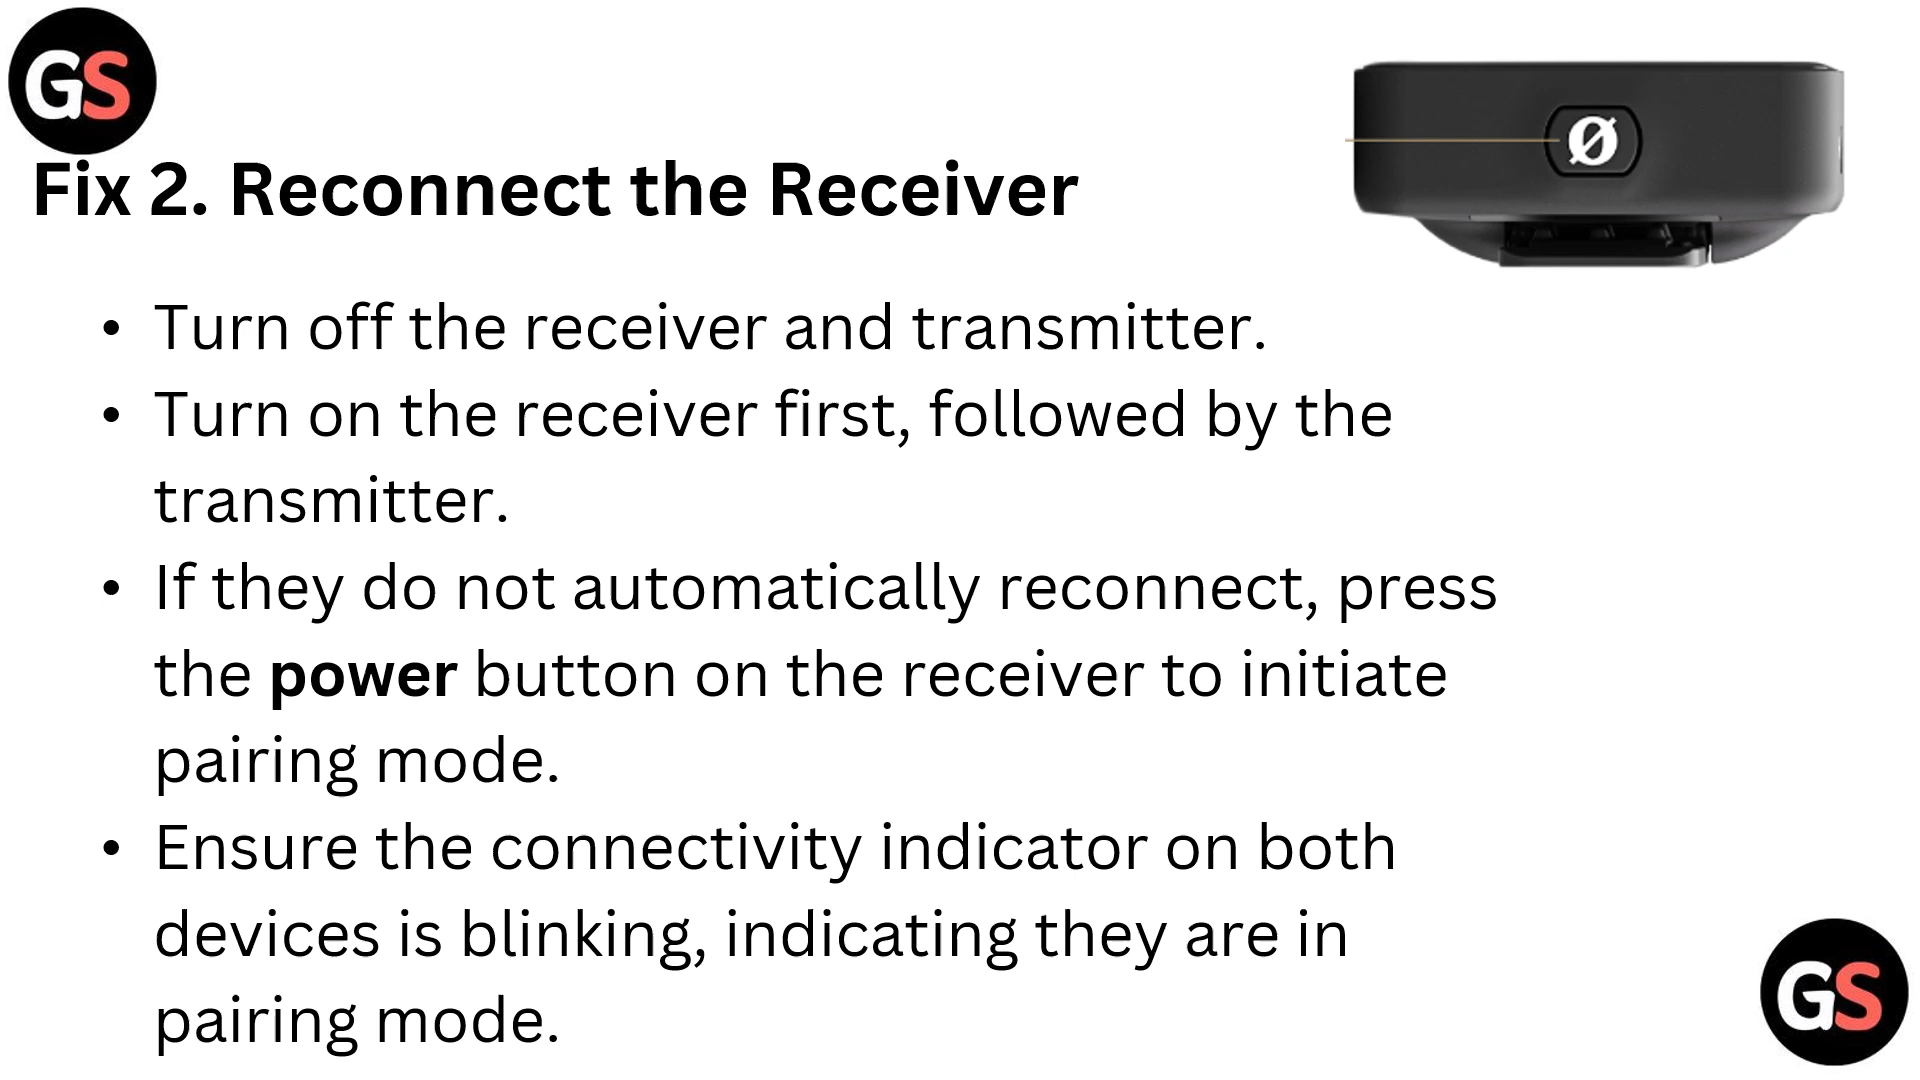 GS
Fix 2. Reconnect the Receiver
Ø
• Turn off the receiver and transmitter.
• Turn on the receiver first, followed by the
transmitter.
• If they do not automatically reconnect, press
the power button on the receiver to initiate
pairing mode.
• Ensure the connectivity indicator on both
devices is blinking, indicating they are in
pairing mode.
GS